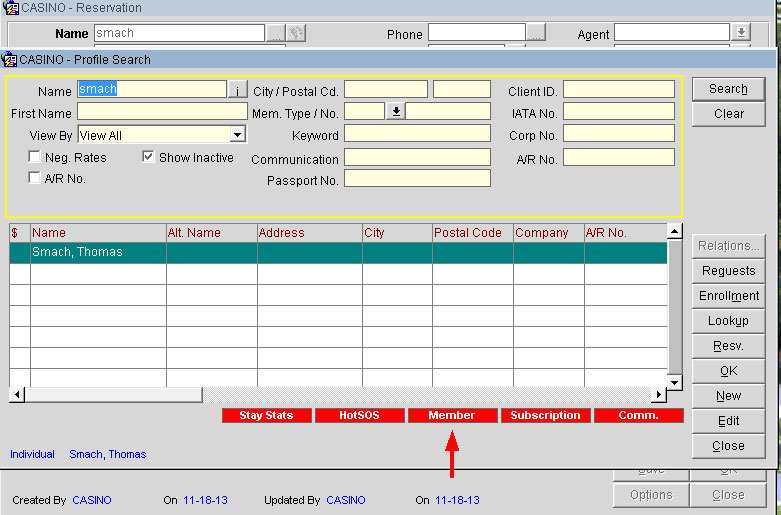 CASINO - Reservation
Name smach ... Phone ... Agent
CASINO - Profile Search
Name smach i City / Postal Cd. Client ID. Search
First Name Mem. Type / No. IATA No. Clear
View By View All Keyword Corp No.
Neg. Rates Show Inactive Communication A/R No.
A/R No. Passport No.
$ Name Alt. Name Address City Postal Code Company A/R No.
Smach, Thomas
Relations...
Reguests
Enrollment
Lookup
Resv.
OK
New
Edit
Close
Stay Stats HotSOS Member Subscription Comm.
Individual Smach, Thomas
Save OK
Options Close
Created By CASINO On 11-18-13 Updated By CASINO On 11-18-13